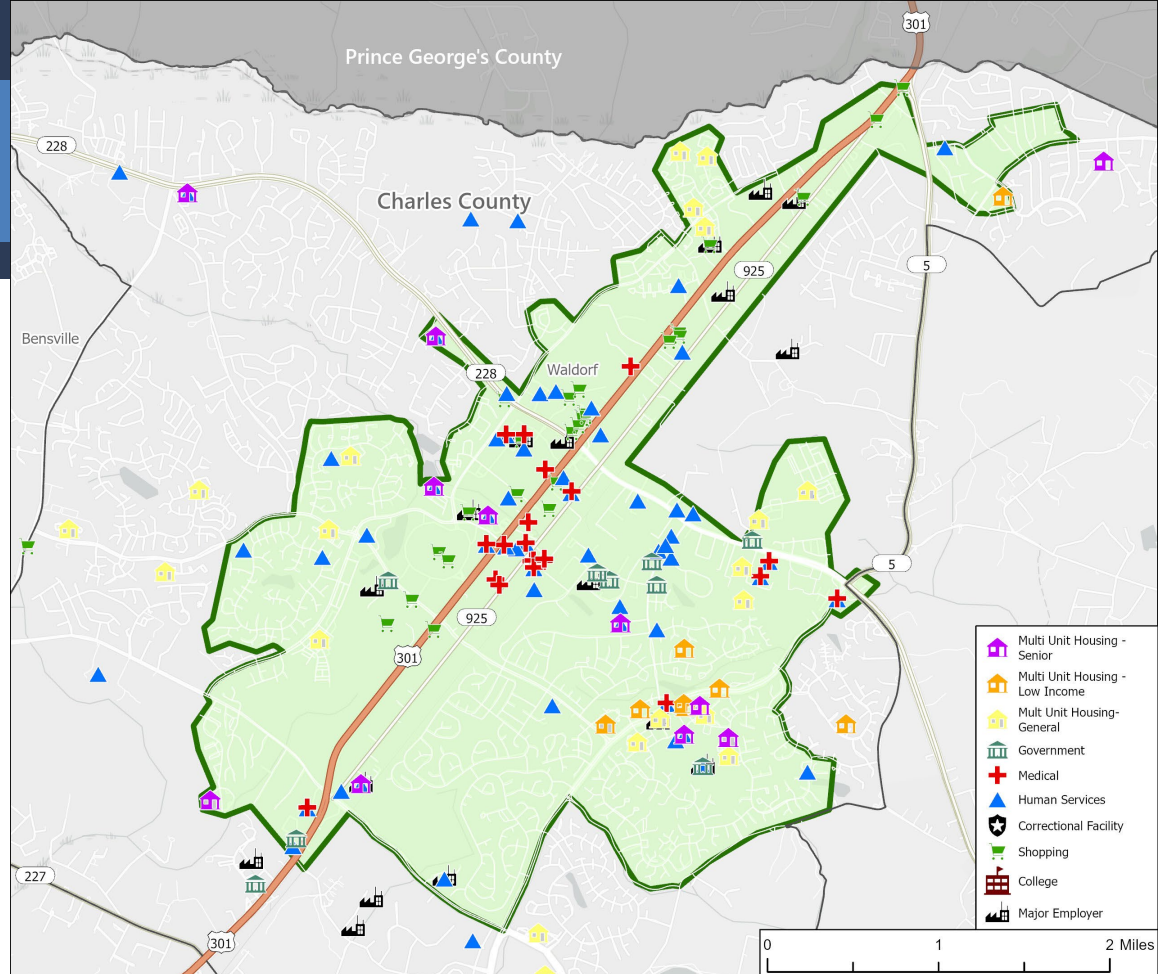 301
Prince George's County
228
Charles County
925
5
Bensville
228
Waldorf
5
925
301
227
301
Multi Unit Housing -
Senior
Multi Unit Housing -
Low Income
Mult Unit Housing-
General
Government
Medical
Human Services
Correctional Facility
Shopping
College
Major Employer
0 1 2 Miles